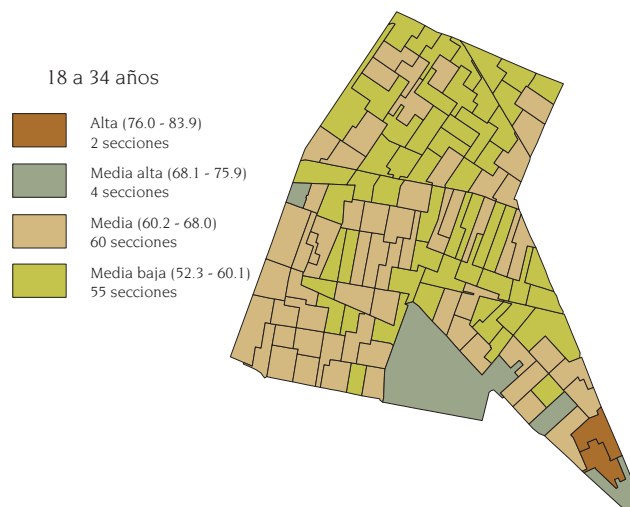 18 a 34 años
Alta (76.0 - 83.9)
2 secciones
Media alta (68.1 - 75.9)
4 secciones
Media (60.2 - 68.0)
60 secciones
Media baja (52.3 - 60.1)
55 secciones